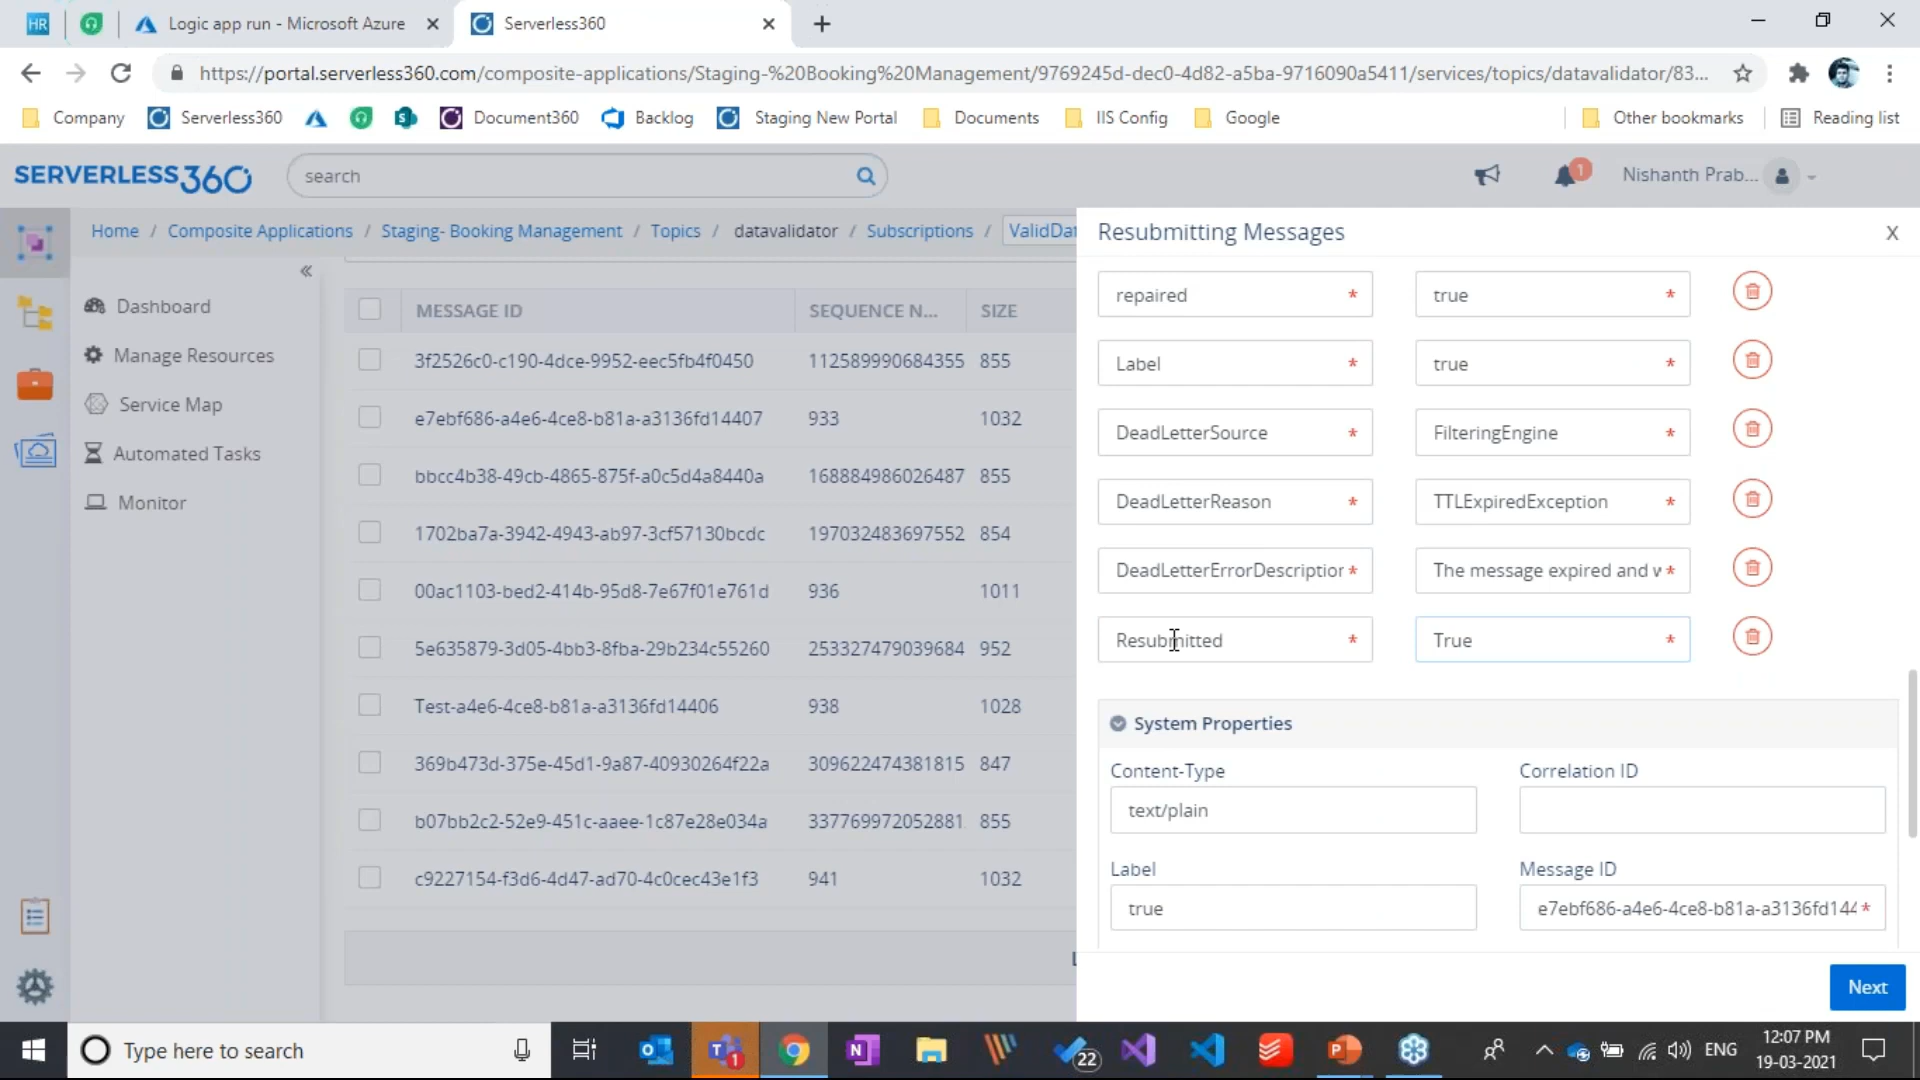 HR
Logic app run - Microsoft Azure
Serverless360
https://portal.serverless360.com/composite-applications/Staging-%20Booking%20Management/9769245d-dec0-4d82-a5ba-9716090a5411/services/topics/datavalidator/83...
Company
Serverless360
Document360
Backlog
Staging New Portal
Documents
IIS Config
Google
Other bookmarks
Reading list
SERVERLESS360
search
1
Nishanth Prab...
Home / Composite Applications / Staging- Booking Management / Topics / datavalidator / Subscriptions / ValidDat
Resubmitting Messages
X
«
Dashboard
Manage Resources
Service Map
Automated Tasks
Monitor
MESSAGE ID SEQUENCE N... SIZE
3f2526c0-c190-4dce-9952-eec5fb4f0450 112589990684355 855
e7ebf686-a4e6-4ce8-b81a-a3136fd14407 933 1032
bbcc4b38-49cb-4865-875f-a0c5d4a8440a 168884986026487 855
1702ba7a-3942-4943-ab97-3cf57130bcdc 197032483697552 854
00ac1103-bed2-414b-95d8-7e67f01e761d 936 1011
5e635879-3d05-4bb3-8fba-29b234c55260 253327479039684 952
Test-a4e6-4ce8-b81a-a3136fd14406 938 1028
369b473d-375e-45d1-9a87-40930264f22a 309622474381815 847
b07bb2c2-52e9-451c-aaee-1c87e28e034a 337769972052881 855
c9227154-f3d6-4d47-ad70-4c0cec43e1f3 941 1032
repaired * true *
Label * true *
DeadLetterSource * FilteringEngine *
DeadLetterReason * TTLExpiredException *
DeadLetterErrorDescription * The message expired and w *
Resubmitted * True *
System Properties
Content-Type
Correlation ID
text/plain
Label
Message ID
true
e7ebf686-a4e6-4ce8-b81a-a3136fd144 *
Next
Type here to search
1
22
ENG
12:07 PM
19-03-2021